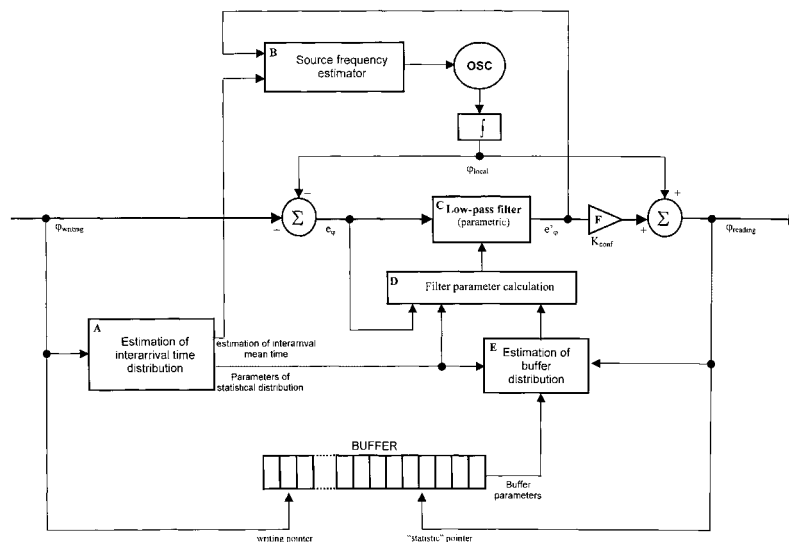 B
Source frequency
estimator
OSC
∫
φlocal
−
+
Σ
C Low-pass filter
(parametric)
F
Σ
φwriting
−
eφ
e'φ
Kconf
+
φreading
D
Filter parameter calculation
A
Estimation of
interarrival time
distribution
estimation of interarrival
mean time
Parameters of
statistical distribution
E
Estimation of
buffer
distribution
BUFFER
Buffer
parameters
writing pointer
"statistic" pointer